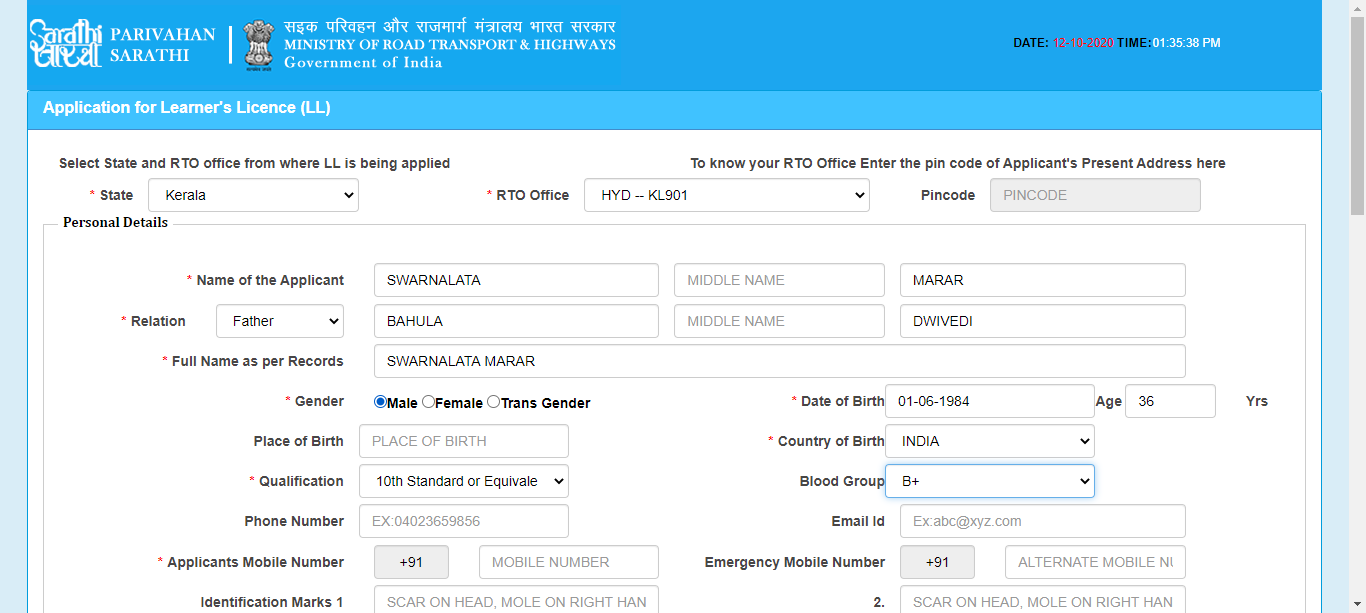 Sarathi सारथी
PARIVAHAN
SARATHI
सड़क परिवहन और राजमार्ग मंत्रालय भारत सरकार
MINISTRY OF ROAD TRANSPORT & HIGHWAYS
Government of India
DATE: 12-10-2020 TIME:01:35:38 PM
Application for Learner's Licence (LL)
Select State and RTO office from where LL is being applied
To know your RTO Office Enter the pin code of Applicant's Present Address here
* State Kerala * RTO Office HYD -- KL901 Pincode PINCODE
Personal Details
* Name of the Applicant SWARNALATA MIDDLE NAME MARAR
* Relation Father BAHULA MIDDLE NAME DWIVEDI
* Full Name as per Records SWARNALATA MARAR
* Gender Male Female Trans Gender * Date of Birth 01-06-1984 Age 36 Yrs
Place of Birth PLACE OF BIRTH * Country of Birth INDIA
* Qualification 10th Standard or Equivale Blood Group B+
Phone Number EX:04023659856 Email Id Ex:abc@xyz.com
* Applicants Mobile Number +91 MOBILE NUMBER Emergency Mobile Number +91 ALTERNATE MOBILE NU
Identification Marks 1 SCAR ON HEAD, MOLE ON RIGHT HAN 2. SCAR ON HEAD, MOLE ON RIGHT HAN